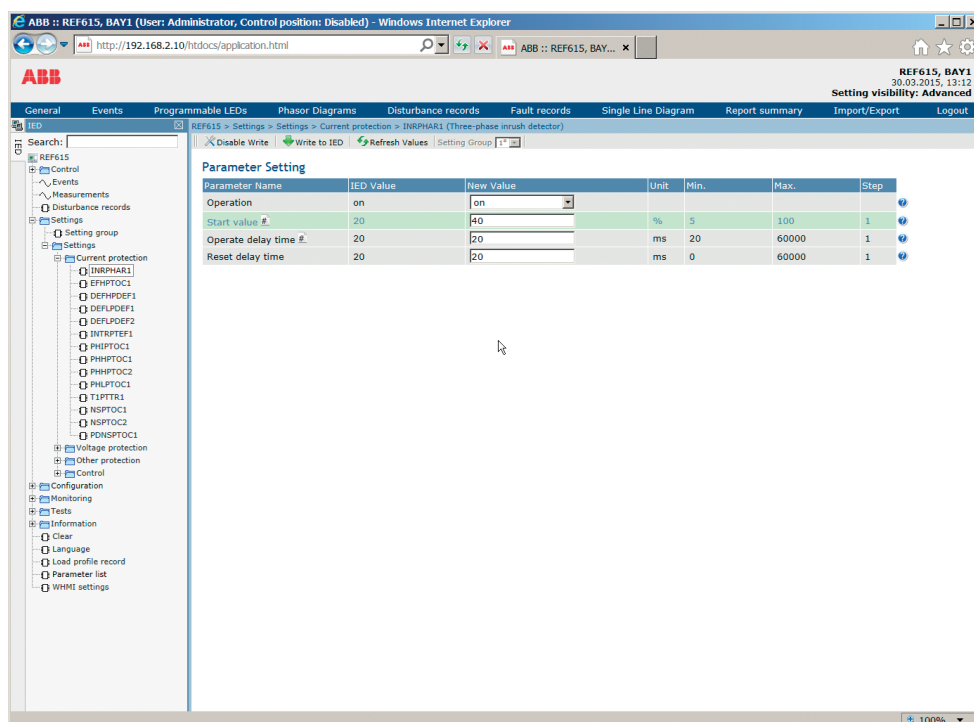 ABB :: REF615, BAY1 (User: Administrator, Control position: Disabled) - Windows Internet Explorer
http://192.168.2.10/htdocs/application.html
ABB :: REF615, BAY...
ABB
REF615, BAY1
30.03.2015, 13:12
Setting visibility: Advanced
General Events Programmable LEDs Phasor Diagrams Disturbance records Fault records Single Line Diagram Report summary Import/Export Logout
IED
REF615 > Settings > Settings > Current protection > INRPHAR1 (Three-phase inrush detector)
IED
Search:
Disable Write Write to IED Refresh Values Setting Group 1*
REF615
Control
Events
Measurements
Disturbance records
Settings
Setting group
Settings
Current protection
INRPHAR1
EFHPTOC1
DEFHPDEF1
DEFLPDEF1
DEFLPDEF2
INTRPTEF1
PHIPTOC1
PHHPTOC1
PHHPTOC2
PHLPTOC1
T1PTTR1
NSPTOC1
NSPTOC2
PDNSPTOC1
Voltage protection
Other protection
Control
Configuration
Monitoring
Tests
Information
Clear
Language
Load profile record
Parameter list
WHMI settings
Parameter Setting
Parameter Name IED Value New Value Unit Min. Max. Step
Operation on on
Start value # 20 40 % 5 100 1
Operate delay time # 20 20 ms 20 60000 1
Reset delay time 20 20 ms 0 60000 1
100%